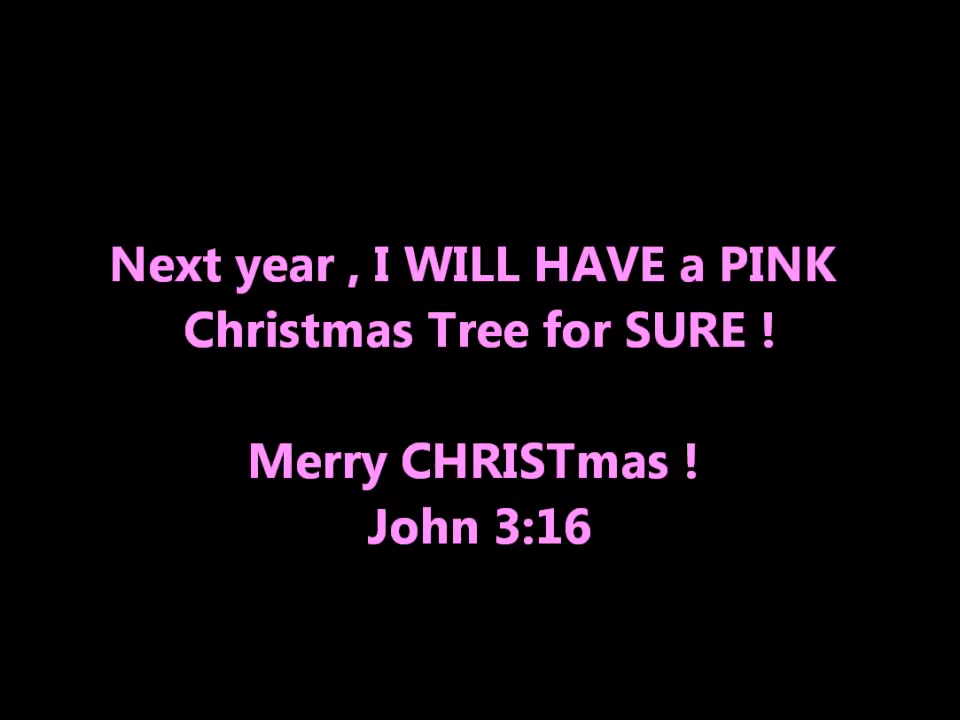 Next year , I WILL HAVE a PINK
Christmas Tree for SURE !
Merry CHRISTmas !
John 3:16